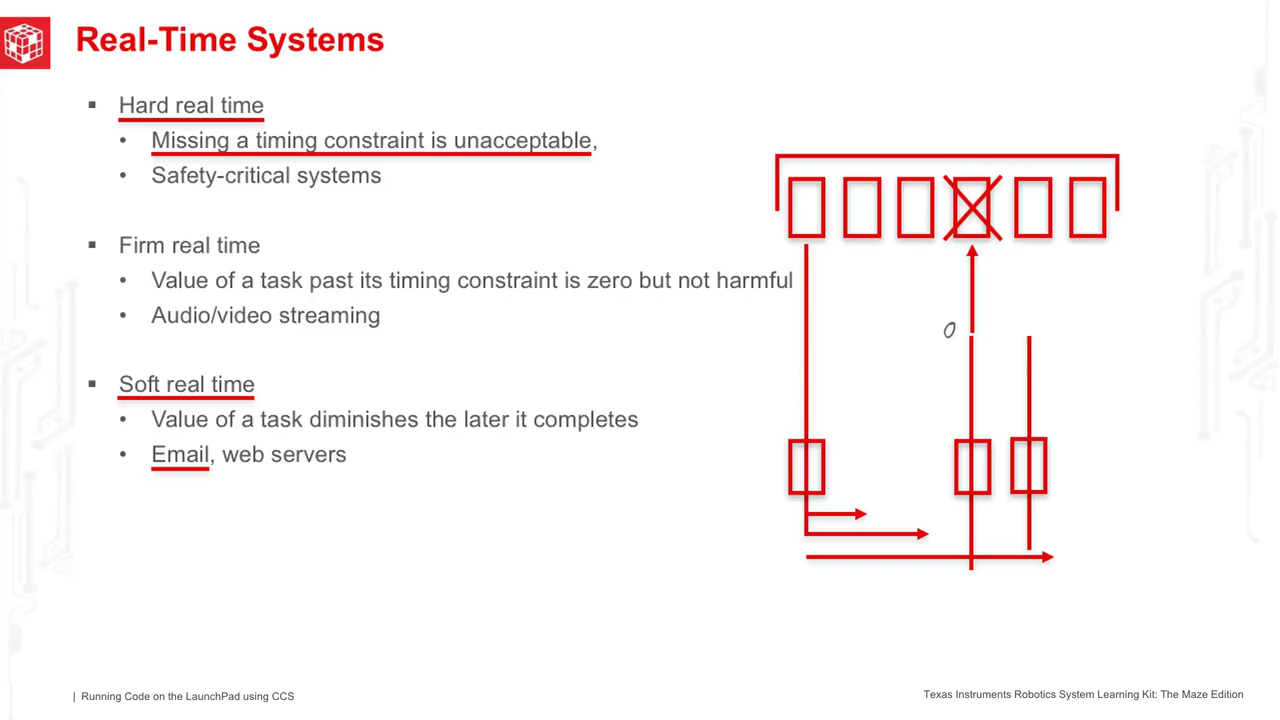 Real-Time Systems
▪ Hard real time
• Missing a timing constraint is unacceptable,
• Safety-critical systems
▪ Firm real time
• Value of a task past its timing constraint is zero but not harmful
• Audio/video streaming
0
▪ Soft real time
• Value of a task diminishes the later it completes
• Email, web servers
| Running Code on the LaunchPad using CCS
Texas Instruments Robotics System Learning Kit: The Maze Edition